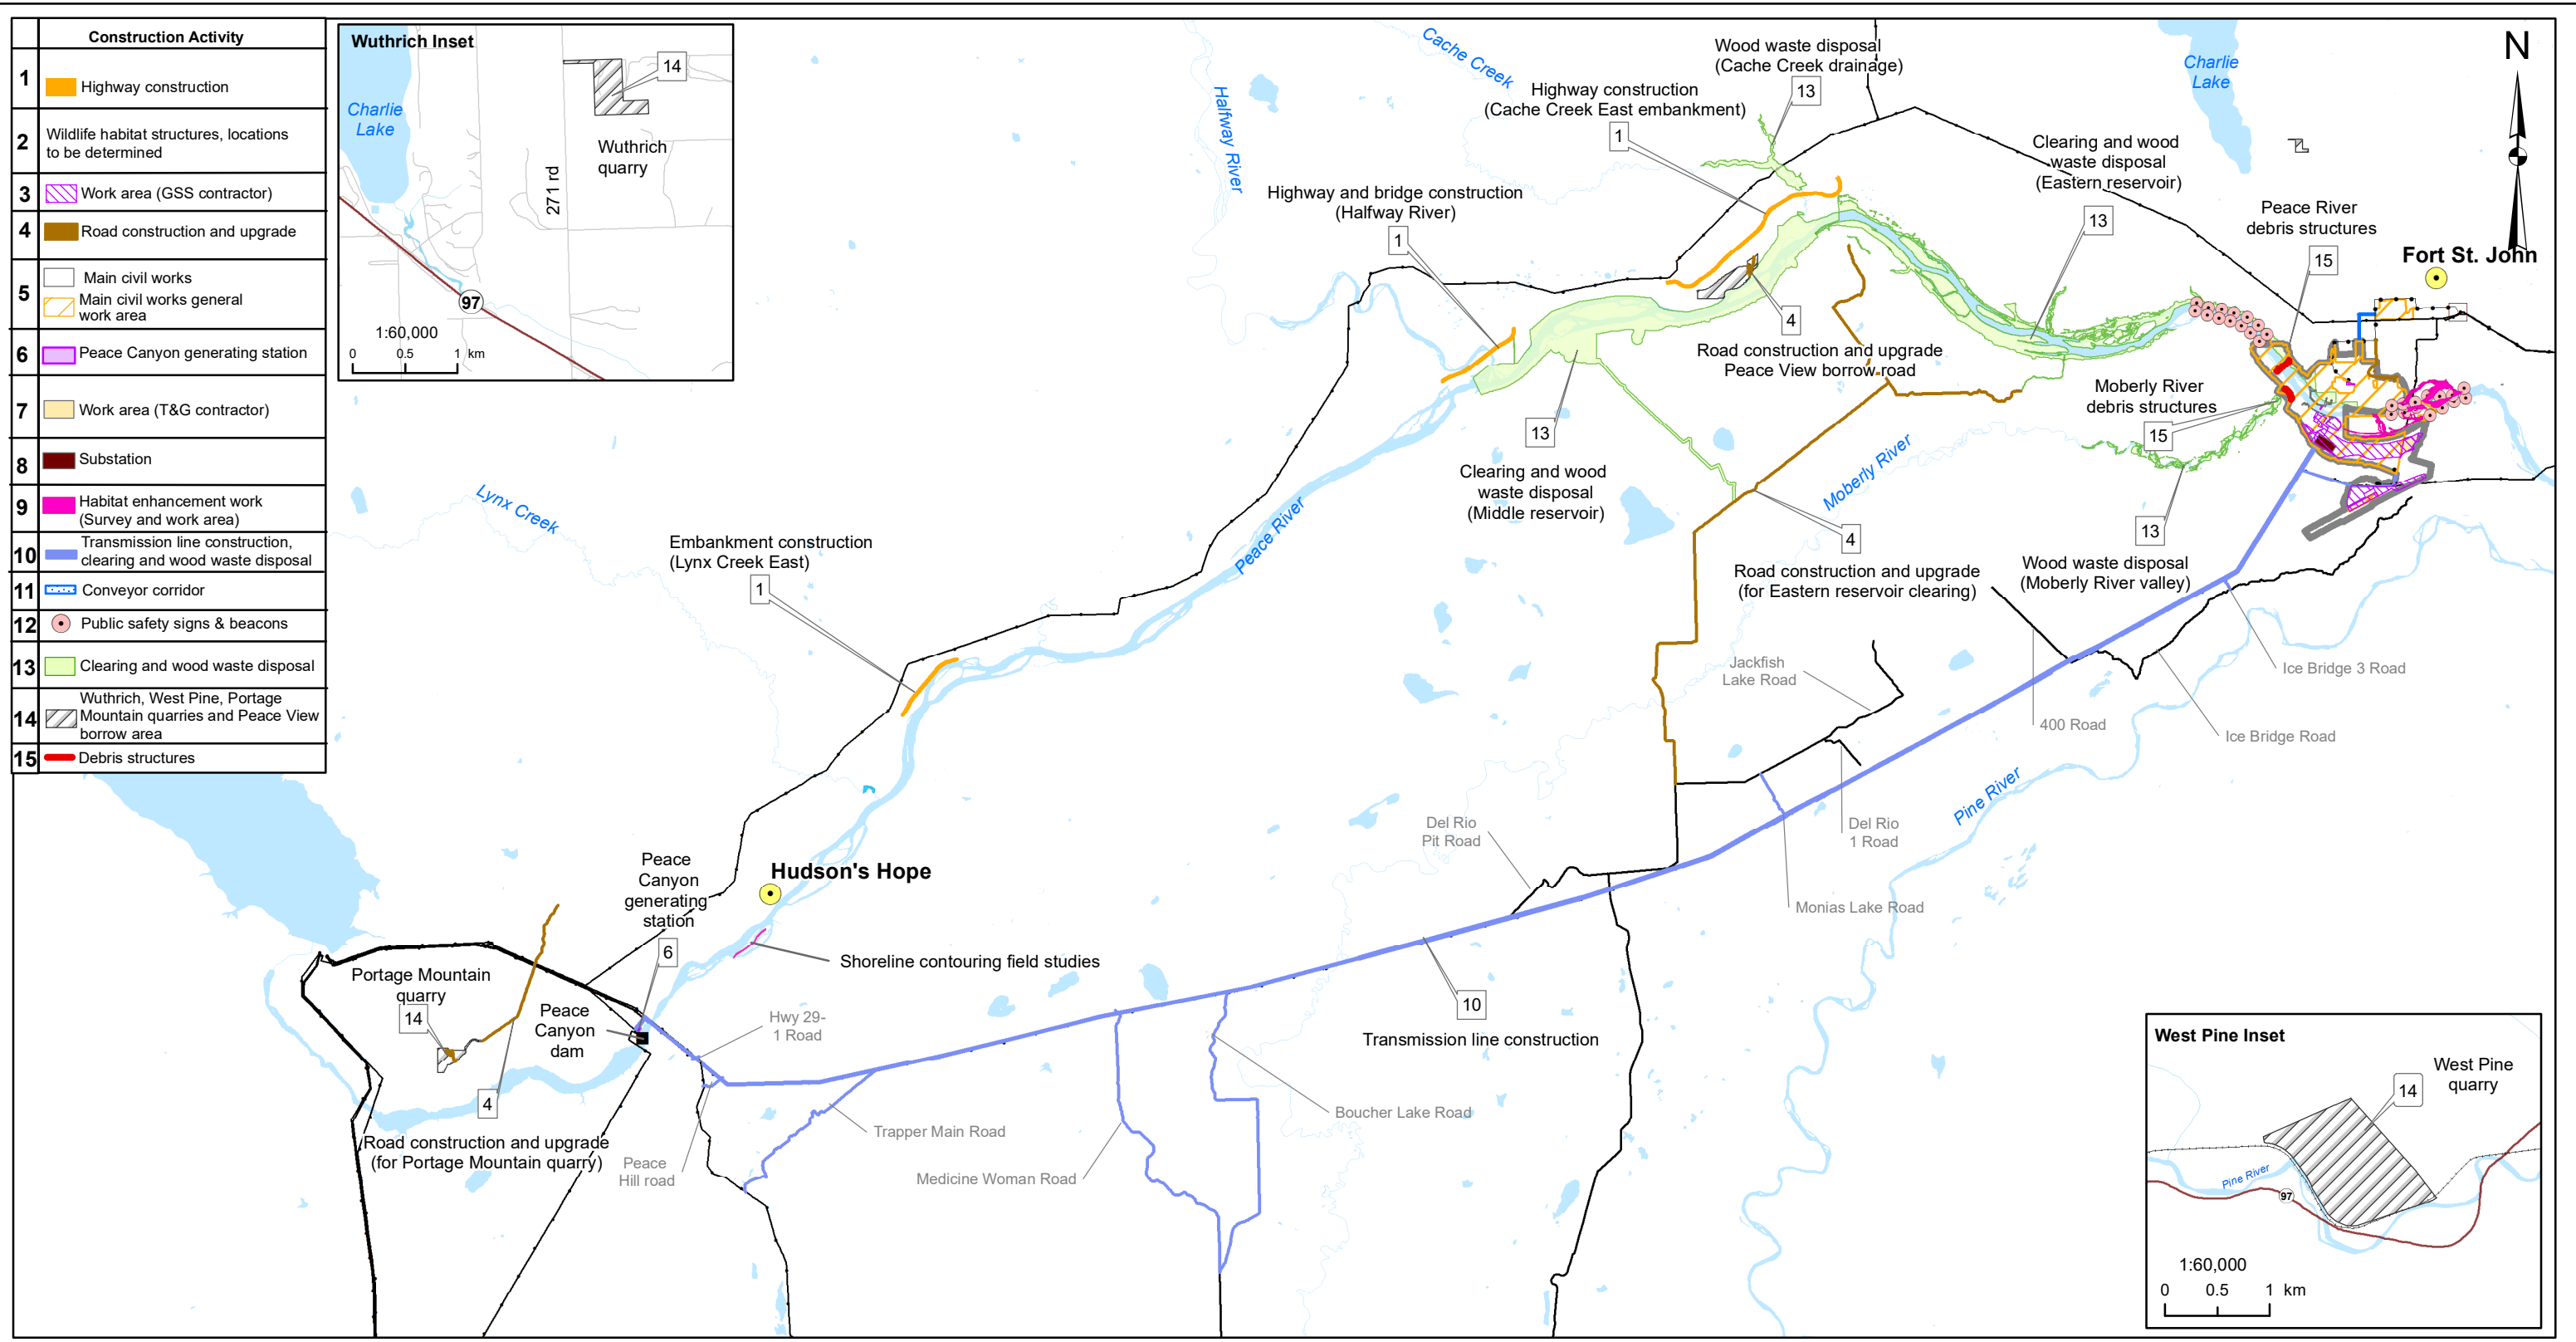 Construction Activity
1 Highway construction
2 Wildlife habitat structures, locations
to be determined
3 Work area (GSS contractor)
4 Road construction and upgrade
5 Main civil works
Main civil works general
work area
6 Peace Canyon generating station
7 Work area (T&G contractor)
8 Substation
9 Habitat enhancement work
(Survey and work area)
10 Transmission line construction,
clearing and wood waste disposal
11 Conveyor corridor
12 Public safety signs & beacons
13 Clearing and wood waste disposal
14 Wuthrich, West Pine, Portage
Mountain quarries and Peace View
borrow area
15 Debris structures
Wuthrich Inset
14
Charlie
Lake
Wuthrich
quarry
271 rd
97
1:60,000
0 0.5 1 km
Cache Creek
Halfway River
Wood waste disposal
(Cache Creek drainage)
13
Highway construction
(Cache Creek East embankment)
1
Charlie
Lake
N
Clearing and wood
waste disposal
(Eastern reservoir)
13
Highway and bridge construction
(Halfway River)
1
Peace River
debris structures
15
Fort St. John
4
Road construction and upgrade
Peace View borrow road
Moberly River
debris structures
15
13
Clearing and wood
waste disposal
(Middle reservoir)
Moberly River
Lynx Creek
Peace River
4
Road construction and upgrade
(for Eastern reservoir clearing)
13
Wood waste disposal
(Moberly River valley)
Embankment construction
(Lynx Creek East)
1
Jackfish
Lake Road
Ice Bridge 3 Road
400 Road
Ice Bridge Road
Pine River
Del Rio
Pit Road
Del Rio
1 Road
Monias Lake Road
Peace
Canyon
generating
station
6
Hudson's Hope
Shoreline contouring field studies
Portage Mountain
quarry
14
Peace
Canyon
dam
Hwy 29-
1 Road
10
Transmission line construction
4
Road construction and upgrade
(for Portage Mountain quarry)
Peace
Hill road
Trapper Main Road
Medicine Woman Road
Boucher Lake Road
West Pine Inset
West Pine
quarry
14
Pine River
97
1:60,000
0 0.5 1 km